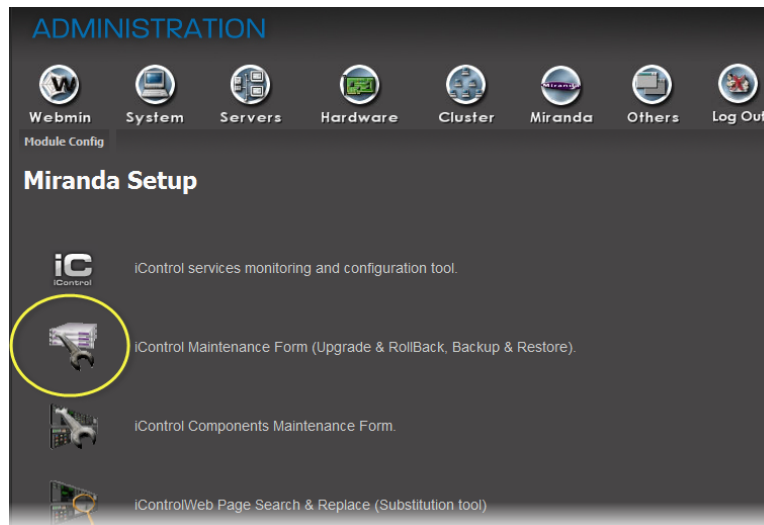 ADMINISTRATION
Webmin System Servers Hardware Cluster Miranda Others Log Out
Module Config
Miranda Setup
iC
iControl
iControl services monitoring and configuration tool.
iControl Maintenance Form (Upgrade & RollBack, Backup & Restore).
iControl Components Maintenance Form.
iControlWeb Page Search & Replace (Substitution tool)